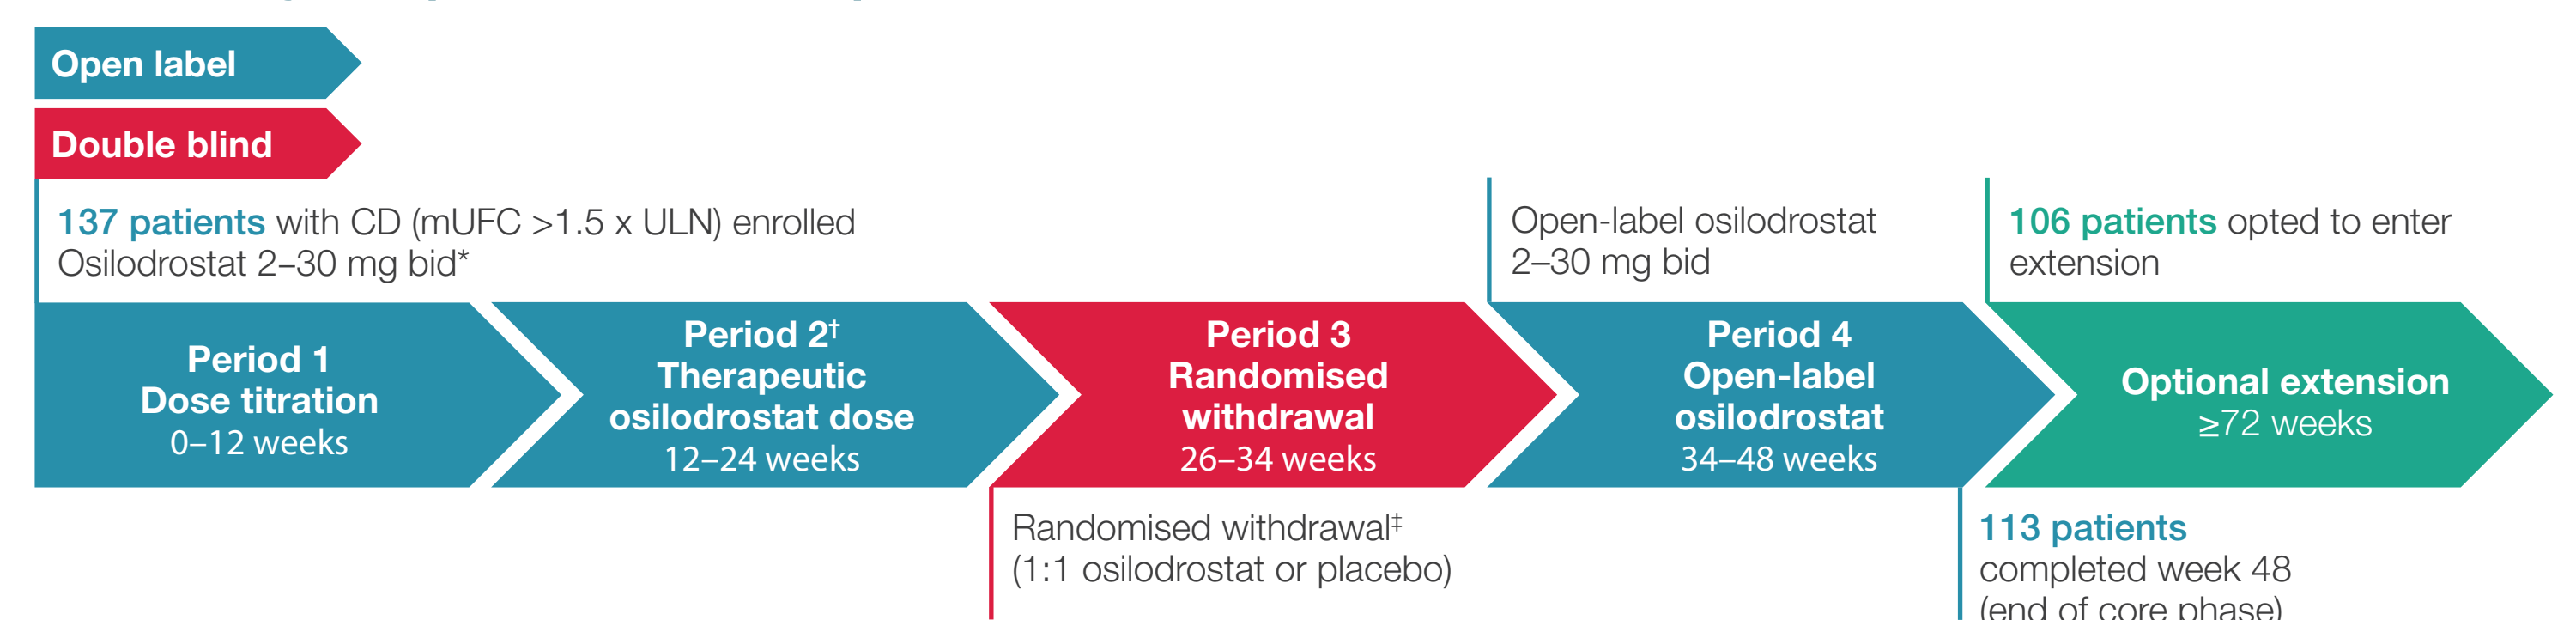 Open label
Double blind
137 patients with CD (mUFC >1.5 x ULN) enrolled
Osilodrostat 2–30 mg bid*
Open-label osilodrostat
2–30 mg bid
106 patients opted to enter
extension
Period 1
Dose titration
0–12 weeks
Period 2†
Therapeutic
osilodrostat dose
12–24 weeks
Period 3
Randomised
withdrawal
26–34 weeks
Period 4
Open-label
osilodrostat
34–48 weeks
Optional extension
≥72 weeks
Randomised withdrawal‡
(1:1 osilodrostat or placebo)
113 patients
completed week 48
(end of core phase)